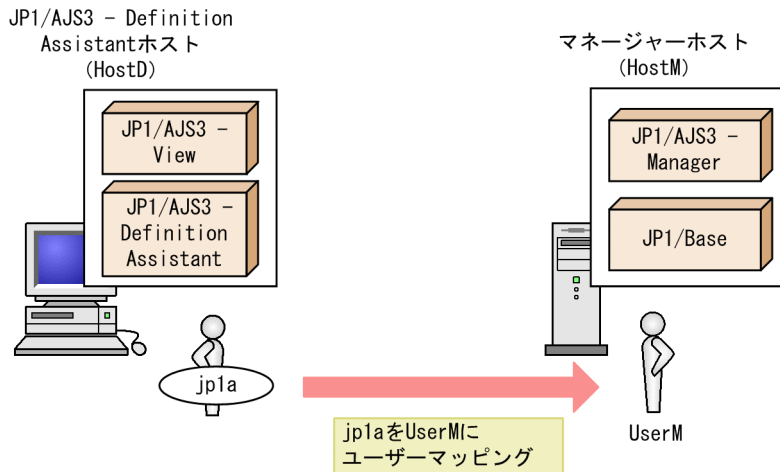 JP1/AJS3 − Definition
Assistantホスト
(HostD)
マネージャーホスト
(HostM)
JP1/AJS3 −
View
JP1/AJS3 −
Definition
Assistant
JP1/AJS3 −
Manager
JP1/Base
jp1a
jp1aをUserMに
ユーザーマッピング
UserM